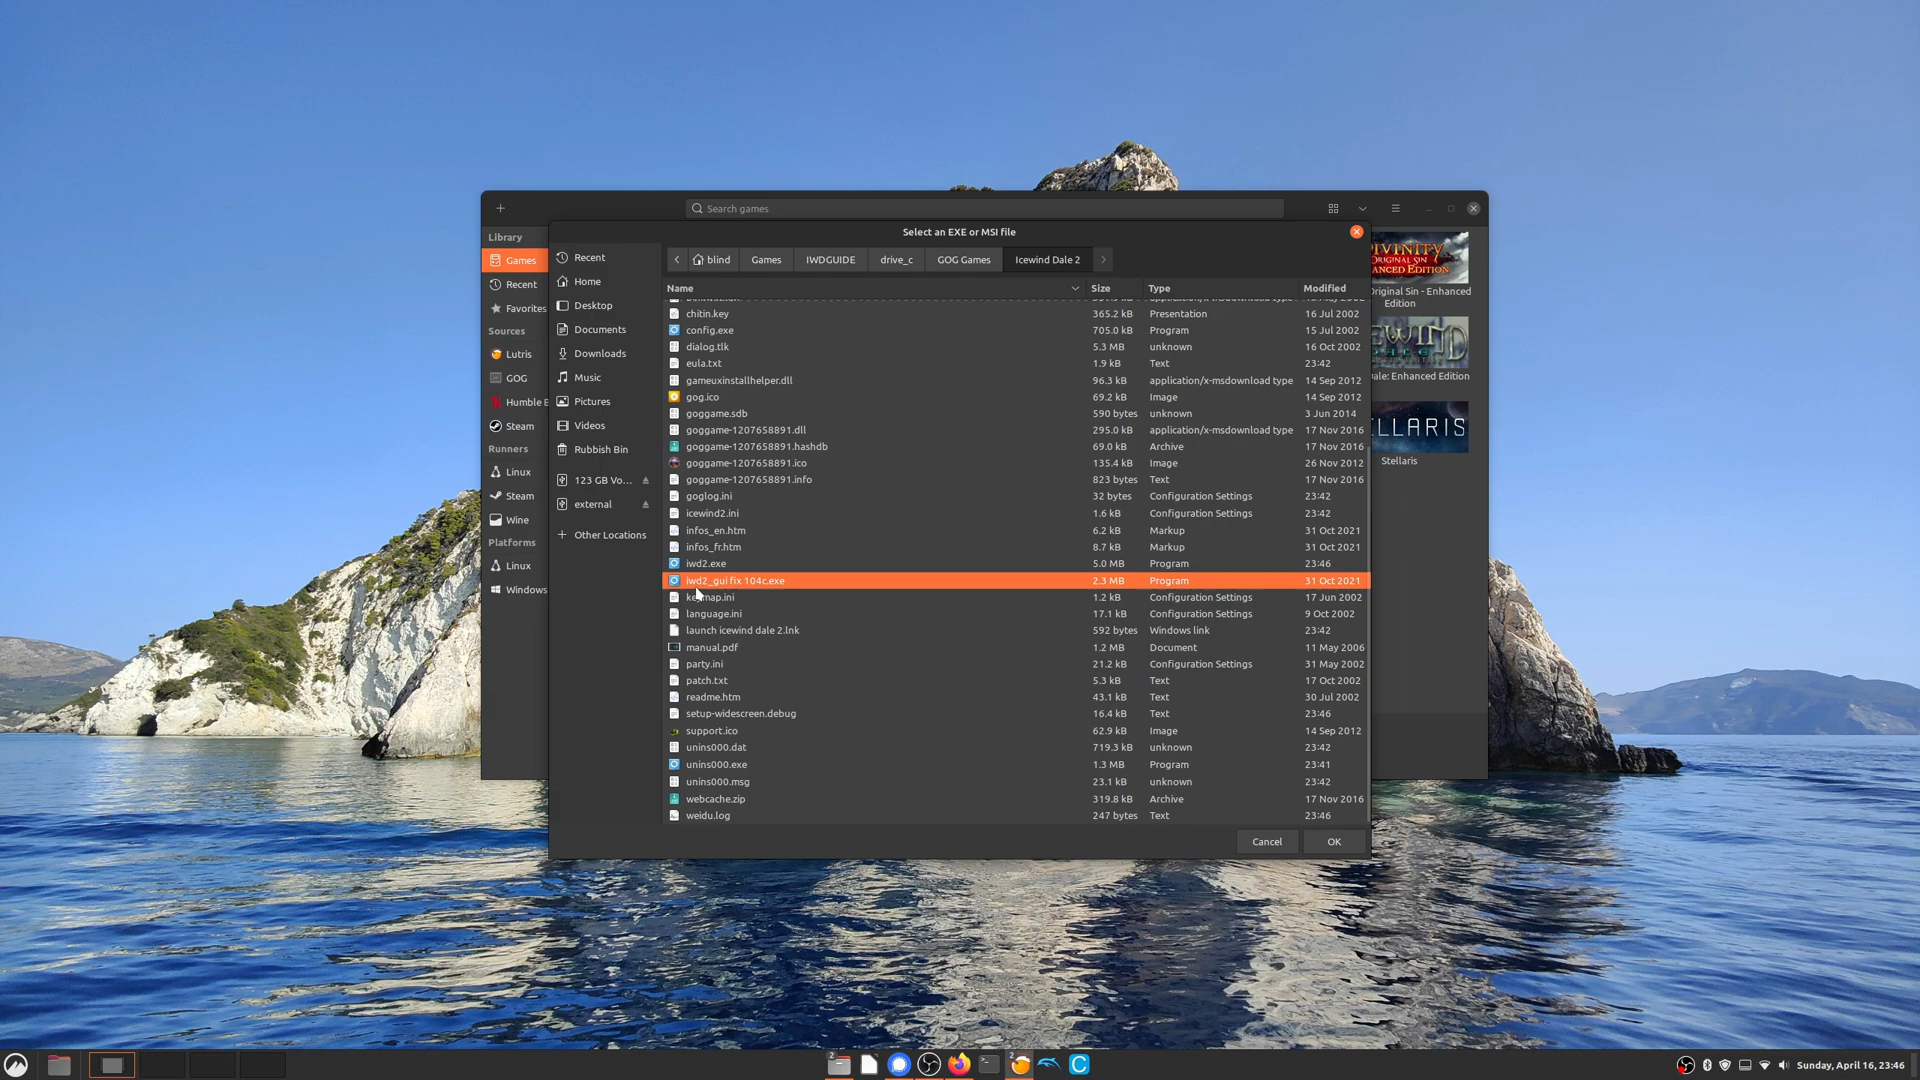 Search games
Library
Games
Recent
Favorites
Sources
Lutris
GOG
Humble B
Steam
Runners
Linux
Steam
Wine
Platforms
Linux
Windows
Select an EXE or MSI file
Recent
Home
Desktop
Documents
Downloads
Music
Pictures
Videos
Rubbish Bin
123 GB Vo...
external
Other Locations
blind Games IWDGUIDE drive_c GOG Games Icewind Dale 2
Name Size Type Modified
chitin.key 365.2 kB Presentation 16 Jul 2002
config.exe 705.0 kB Program 15 Jul 2002
dialog.tlk 5.3 MB unknown 16 Oct 2002
eula.txt 1.9 kB Text 23:42
gameuxinstallhelper.dll 96.3 kB application/x-msdownload type 14 Sep 2012
gog.ico 69.2 kB Image 14 Sep 2012
goggame.sdb 590 bytes unknown 3 Jun 2014
goggame-1207658891.dll 295.0 kB application/x-msdownload type 17 Nov 2016
goggame-1207658891.hashdb 69.0 kB Archive 17 Nov 2016
goggame-1207658891.ico 135.4 kB Image 26 Nov 2012
goggame-1207658891.info 823 bytes Text 17 Nov 2016
goglog.ini 32 bytes Configuration Settings 23:42
icewind2.ini 1.6 kB Configuration Settings 23:42
infos_en.htm 6.2 kB Markup 31 Oct 2021
infos_fr.htm 8.7 kB Markup 31 Oct 2021
iwd2.exe 5.0 MB Program 23:46
iwd2_gui fix 104c.exe 2.3 MB Program 31 Oct 2021
keymap.ini 1.2 kB Configuration Settings 17 Jun 2002
language.ini 17.1 kB Configuration Settings 9 Oct 2002
launch icewind dale 2.lnk 592 bytes Windows link 23:42
manual.pdf 1.2 MB Document 11 May 2006
party.ini 21.2 kB Configuration Settings 31 May 2002
patch.txt 5.3 kB Text 17 Oct 2002
readme.htm 43.1 kB Text 30 Jul 2002
setup-widescreen.debug 16.4 kB Text 23:46
support.ico 62.9 kB Image 14 Sep 2012
unins000.dat 719.3 kB unknown 23:42
unins000.exe 1.3 MB Program 23:41
unins000.msg 23.1 kB unknown 23:42
webcache.zip 319.8 kB Archive 17 Nov 2016
weidu.log 247 bytes Text 23:46
Cancel OK
IVINITY
ORIGINAL SIN
NCED EDITION
Original Sin - Enhanced
Edition
EWIND
Dale: Enhanced Edition
ELLARIS
Stellaris
2
2
Sunday, April 16, 23:46